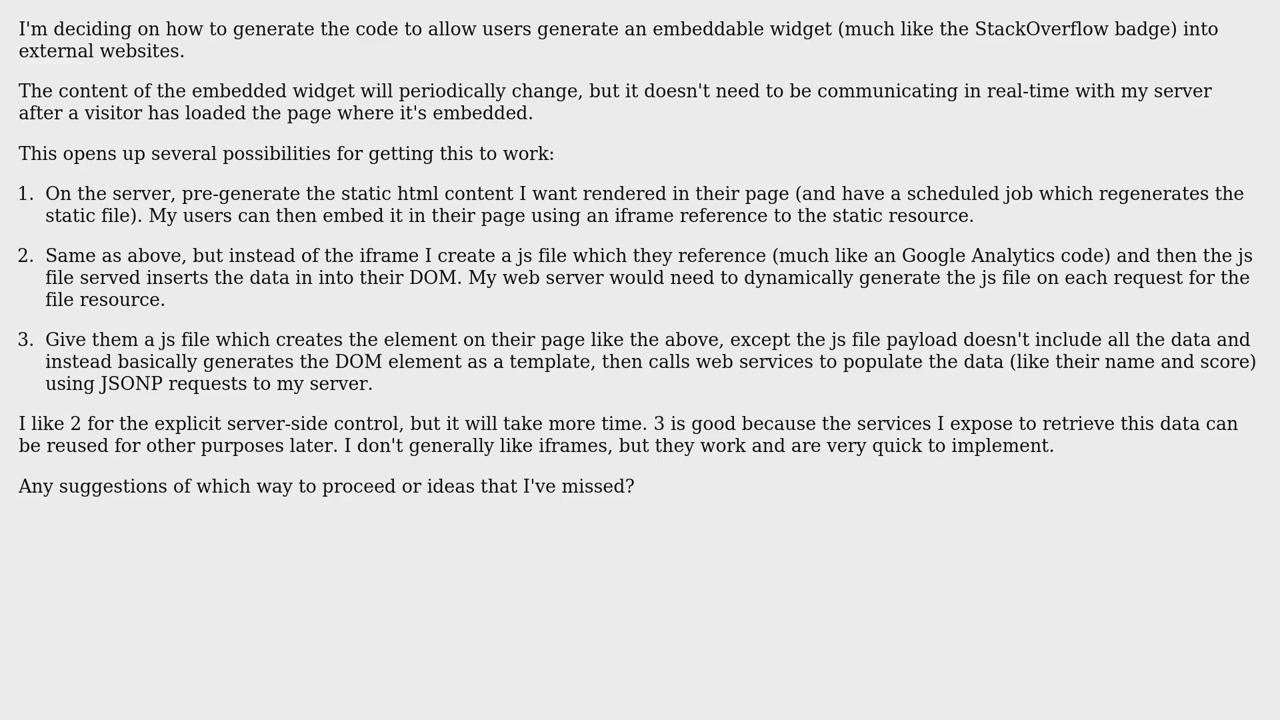 I'm deciding on how to generate the code to allow users generate an embeddable widget (much like the StackOverflow badge) into
external websites.
The content of the embedded widget will periodically change, but it doesn't need to be communicating in real-time with my server
after a visitor has loaded the page where it's embedded.
This opens up several possibilities for getting this to work:
1. On the server, pre-generate the static html content I want rendered in their page (and have a scheduled job which regenerates the
static file). My users can then embed it in their page using an iframe reference to the static resource.
2. Same as above, but instead of the iframe I create a js file which they reference (much like an Google Analytics code) and then the js
file served inserts the data in into their DOM. My web server would need to dynamically generate the js file on each request for the
file resource.
3. Give them a js file which creates the element on their page like the above, except the js file payload doesn't include all the data and
instead basically generates the DOM element as a template, then calls web services to populate the data (like their name and score)
using JSONP requests to my server.
I like 2 for the explicit server-side control, but it will take more time. 3 is good because the services I expose to retrieve this data can
be reused for other purposes later. I don't generally like iframes, but they work and are very quick to implement.
Any suggestions of which way to proceed or ideas that I've missed?